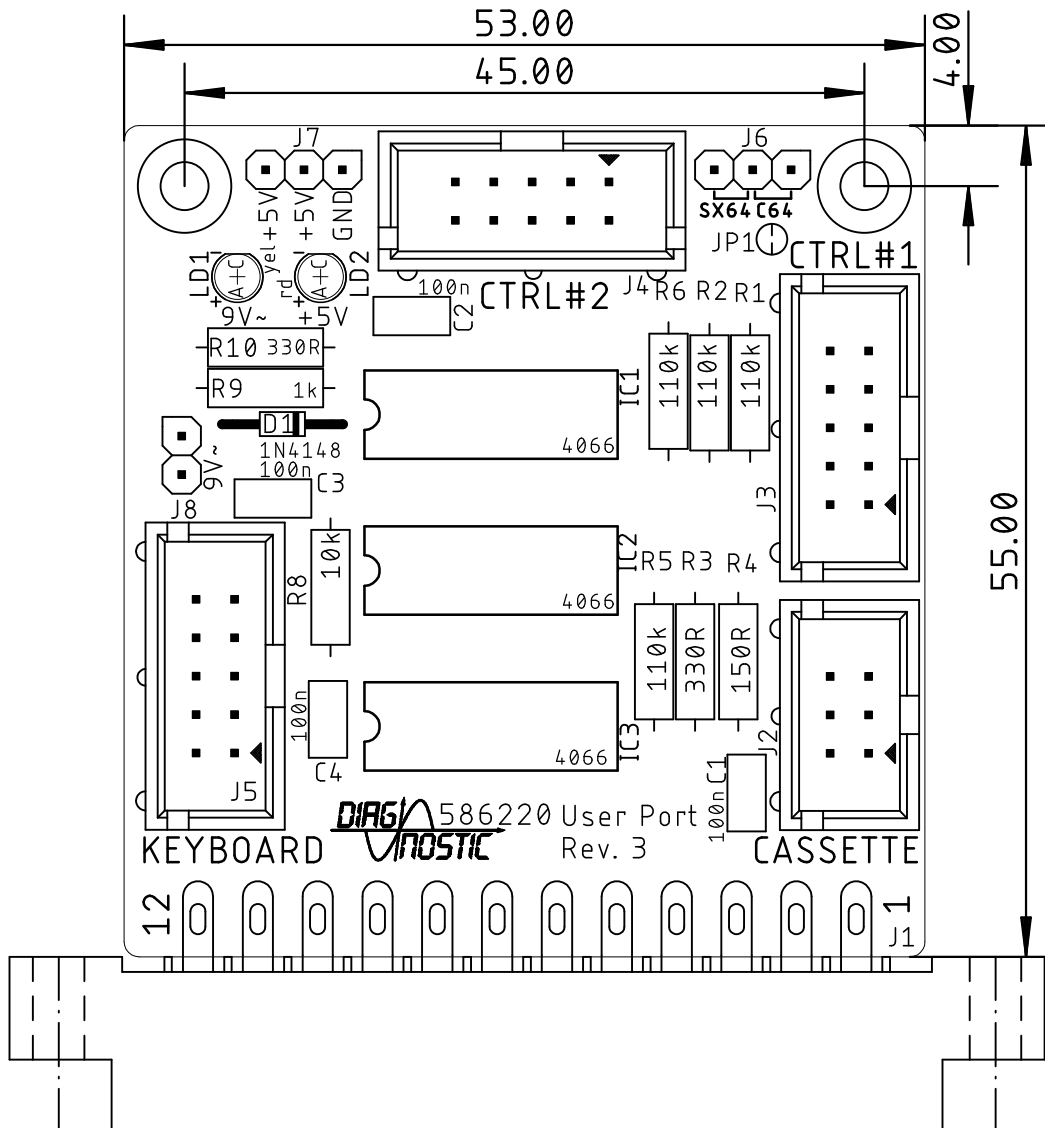 53.00
45.00
4.00
55.00
J7
+5V
+5V
GND
J6
SX64 C64
JP1
CTRL#1
LD1
yel
A+C
rd
A+C
LD2
9V~
+5V
100n
C2
CTRL#2
J4
R6 R2 R1
R10 330R
R9 1k
D1
1N4148
100n
C3
9V~
J8
IC1
4066
110k
110k
110k
J3
R8
10k
IC2
4066
R5 R3 R4
110k
330R
150R
IC3
4066
100n
C4
J5
KEYBOARD
J2
100n
C1
CASSETTE
DIAGNOSTIC
586220 User Port
Rev. 3
12
1
J1